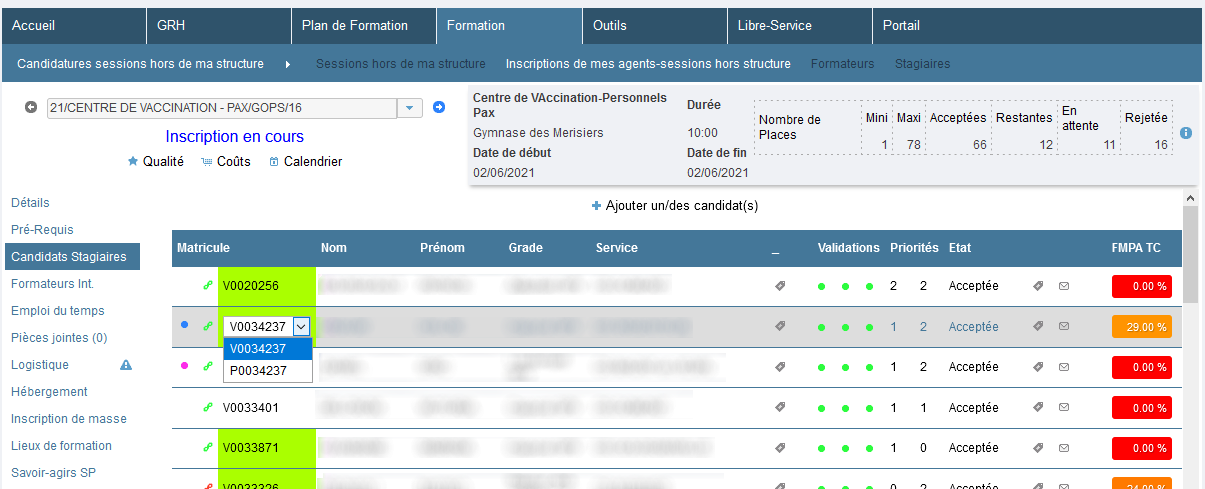 Accueil GRH Plan de Formation Formation Outils Libre-Service Portail
Candidatures sessions hors de ma structure Sessions hors de ma structure Inscriptions de mes agents-sessions hors structure Formateurs Stagiaires
21/CENTRE DE VACCINATION - PAX/GOPS/16
Inscription en cours
Qualité Coûts Calendrier
Centre de VAccination-Personnels Pax
Gymnase des Merisiers
Date de début
02/06/2021
Durée
10:00
Date de fin
02/06/2021
Nombre de Places Mini Maxi Acceptées Restantes En attente Rejetée
1 78 66 12 11 16
Ajouter un/des candidat(s)
Détails
Pré-Requis
Candidats Stagiaires
Formateurs Int.
Emploi du temps
Pièces jointes (0)
Logistique
Hébergement
Inscription de masse
Lieux de formation
Savoir-agirs SP
Matricule Nom Prénom Grade Service _ Validations Priorités Etat FMPA TC
V0020256 2 2 Acceptée 0.00 %
V0034237 1 2 Acceptée 29.00 %
V0034237
P0034237 1 2 Acceptée 0.00 %
V0033401 1 1 Acceptée 0.00 %
V0033871 1 0 Acceptée 0.00 %
V0033326 0 2 Acceptée 24.00 %